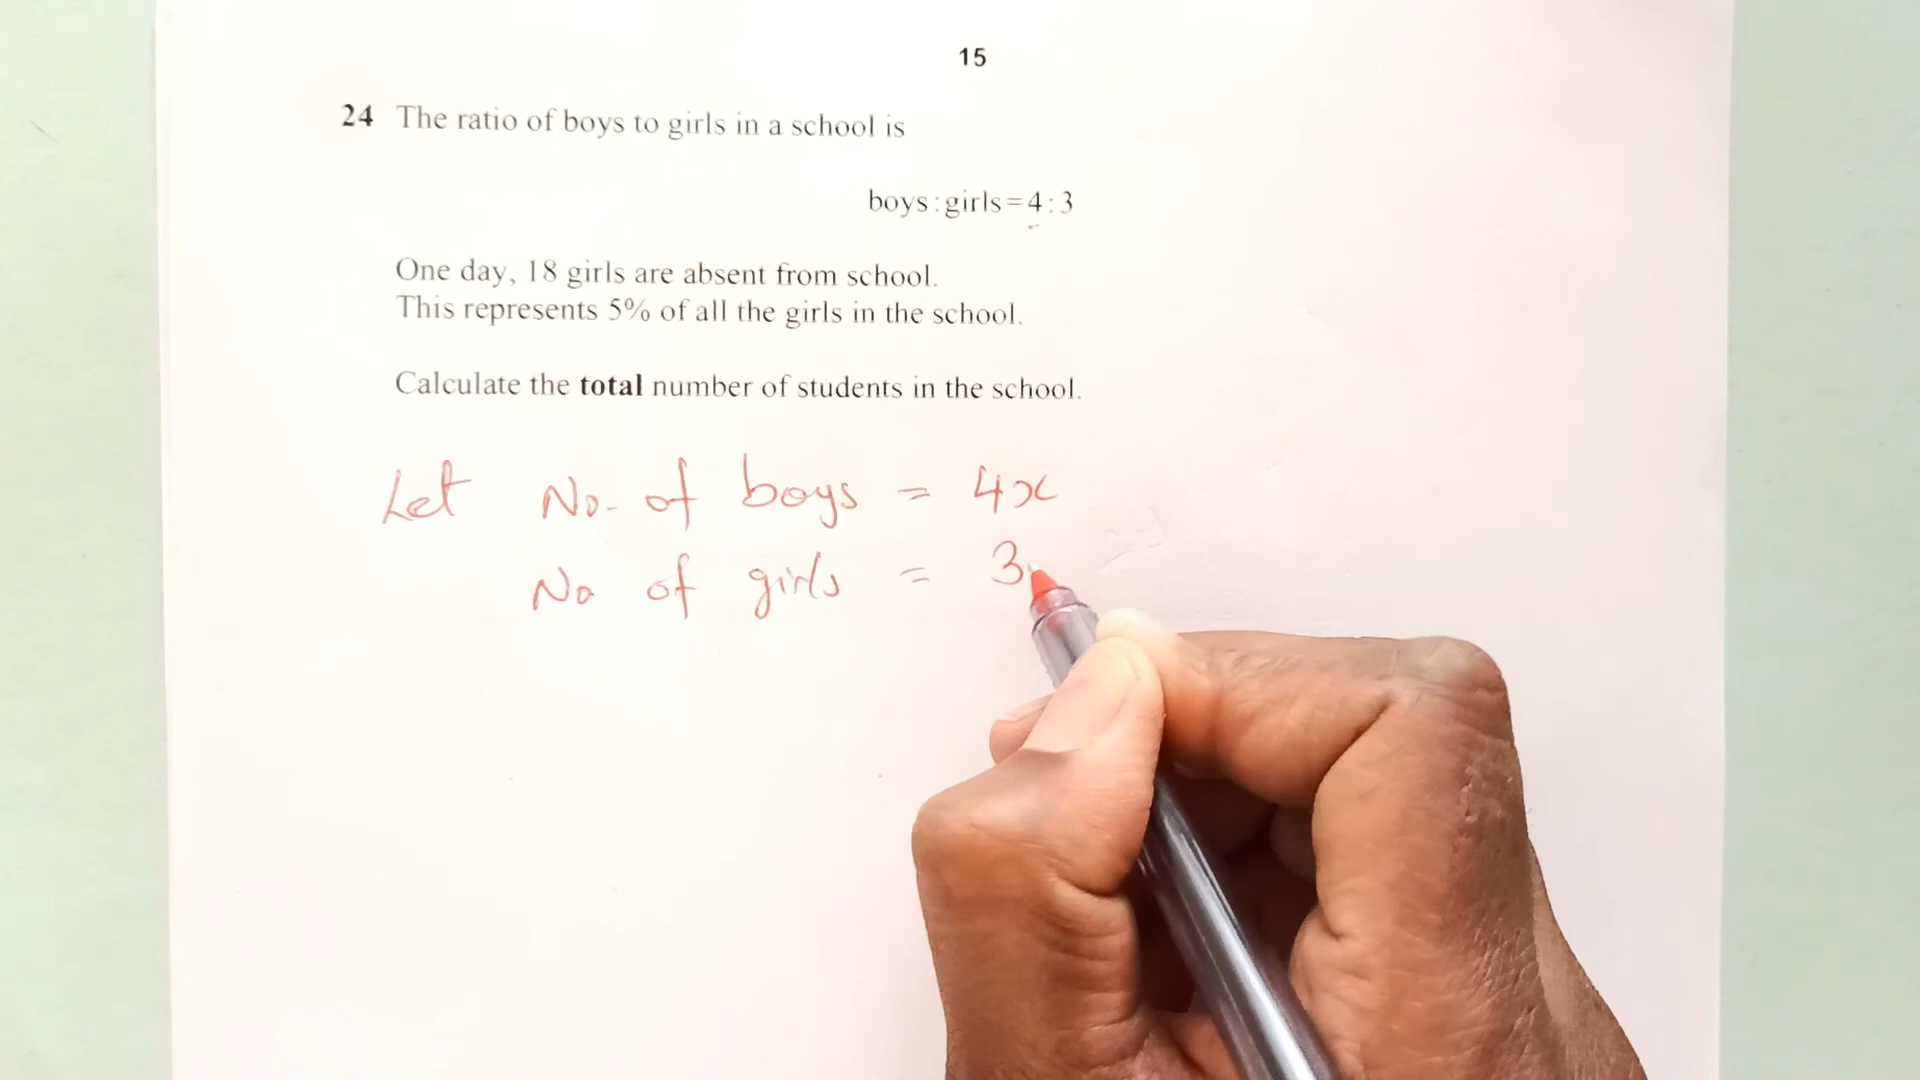 15
24 The ratio of boys to girls in a school is
boys : girls = 4 : 3
One day, 18 girls are absent from school.
This represents 5% of all the girls in the school.
Calculate the total number of students in the school.
Let No. of boys = 4x
No of girls = 3